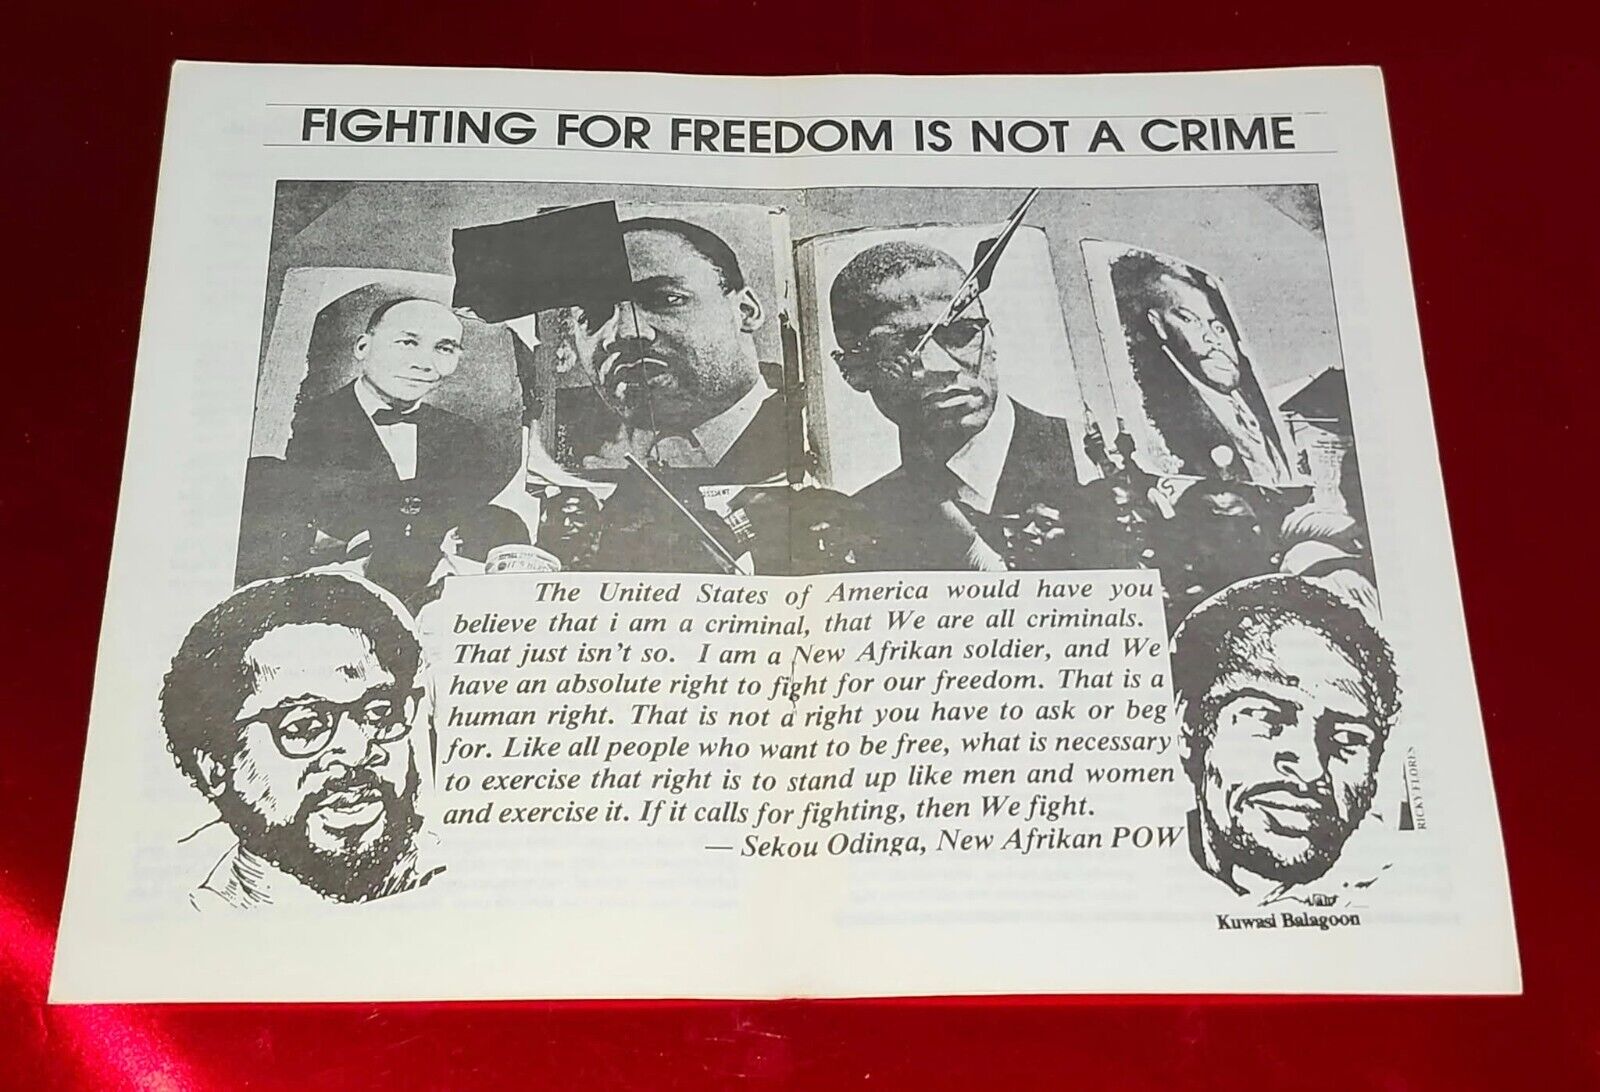 FIGHTING FOR FREEDOM IS NOT A CRIME
The United States of America would have you
believe that i am a criminal, that We are all criminals.
That just isn't so. I am a New Afrikan soldier, and We
have an absolute right to fight for our freedom. That is a
human right. That is not a right you have to ask or beg
for. Like all people who want to be free, what is necessary
to exercise that right is to stand up like men and women
and exercise it. If it calls for fighting, then We fight.
— Sekou Odinga, New Afrikan POW
RICKY FLORES
Kuwasi Balagoon